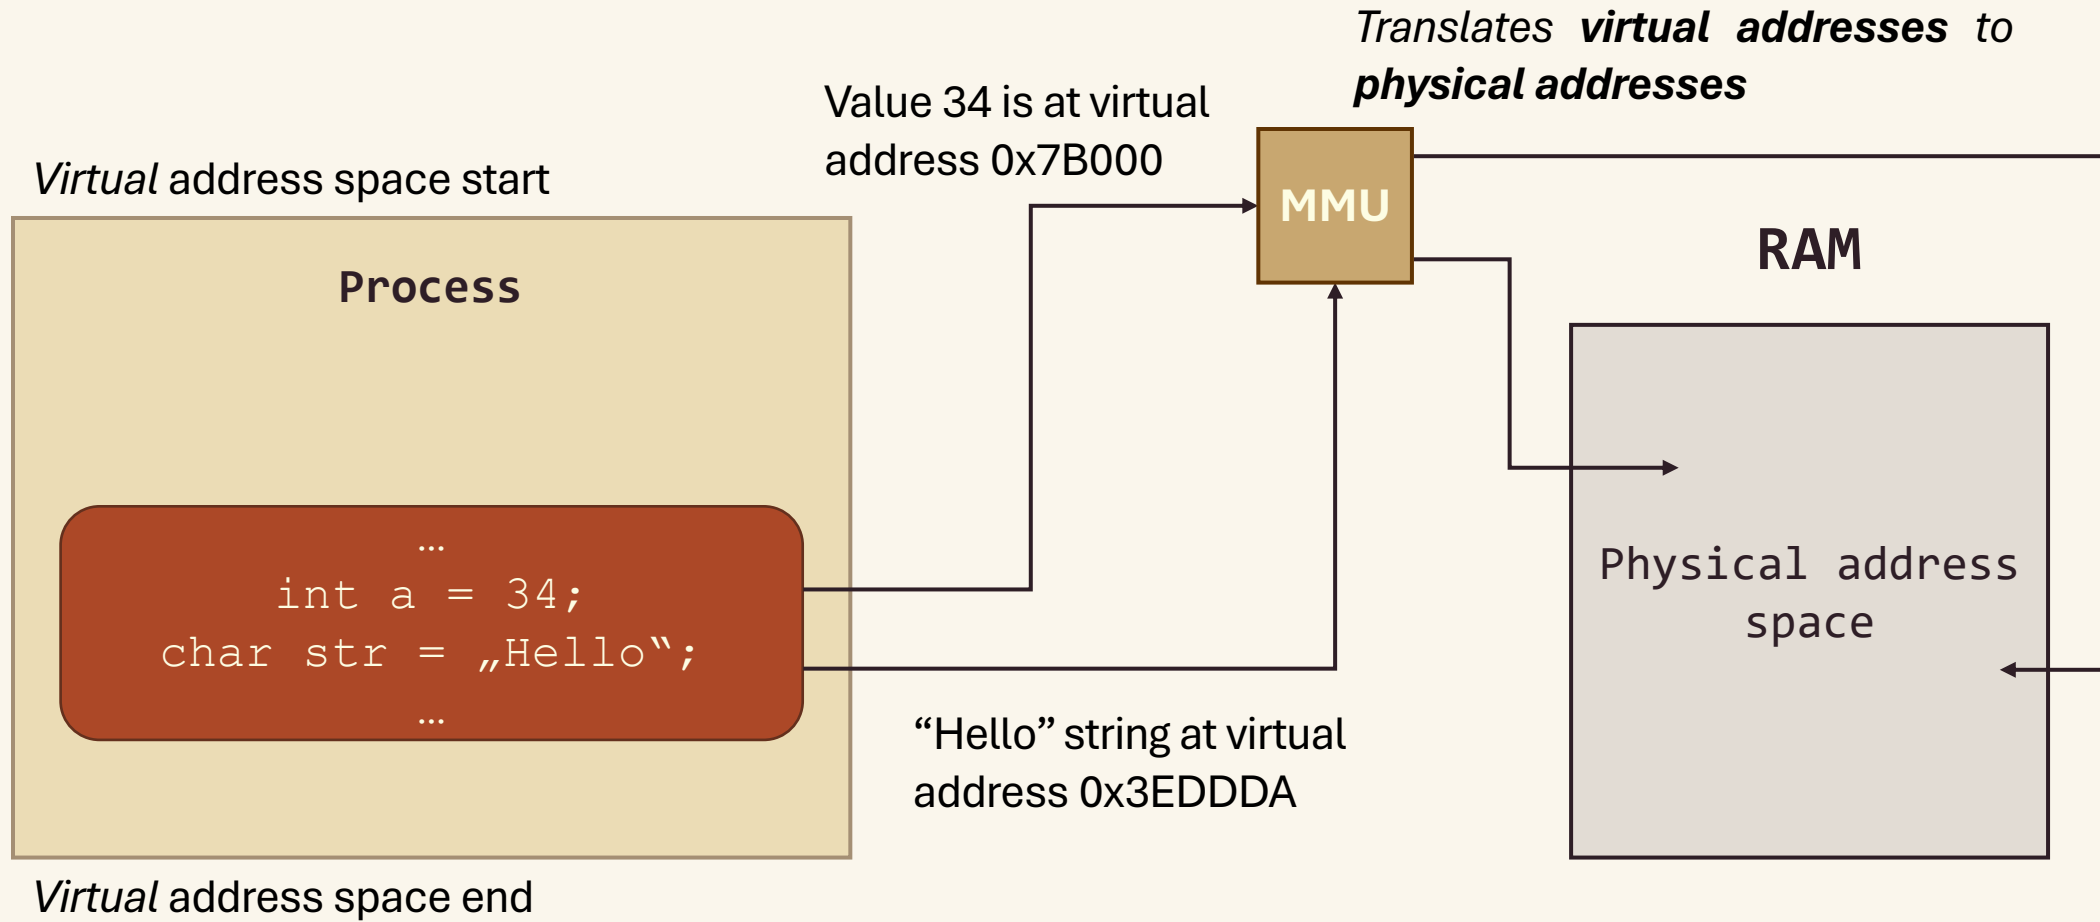 Translates virtual addresses to
physical addresses
Value 34 is at virtual
address 0x7B000
MMU
Virtual address space start
RAM
Process
…
int a = 34;
char str = „Hello“;
…
Physical address
space
“Hello” string at virtual
address 0x3EDDDA
Virtual address space end